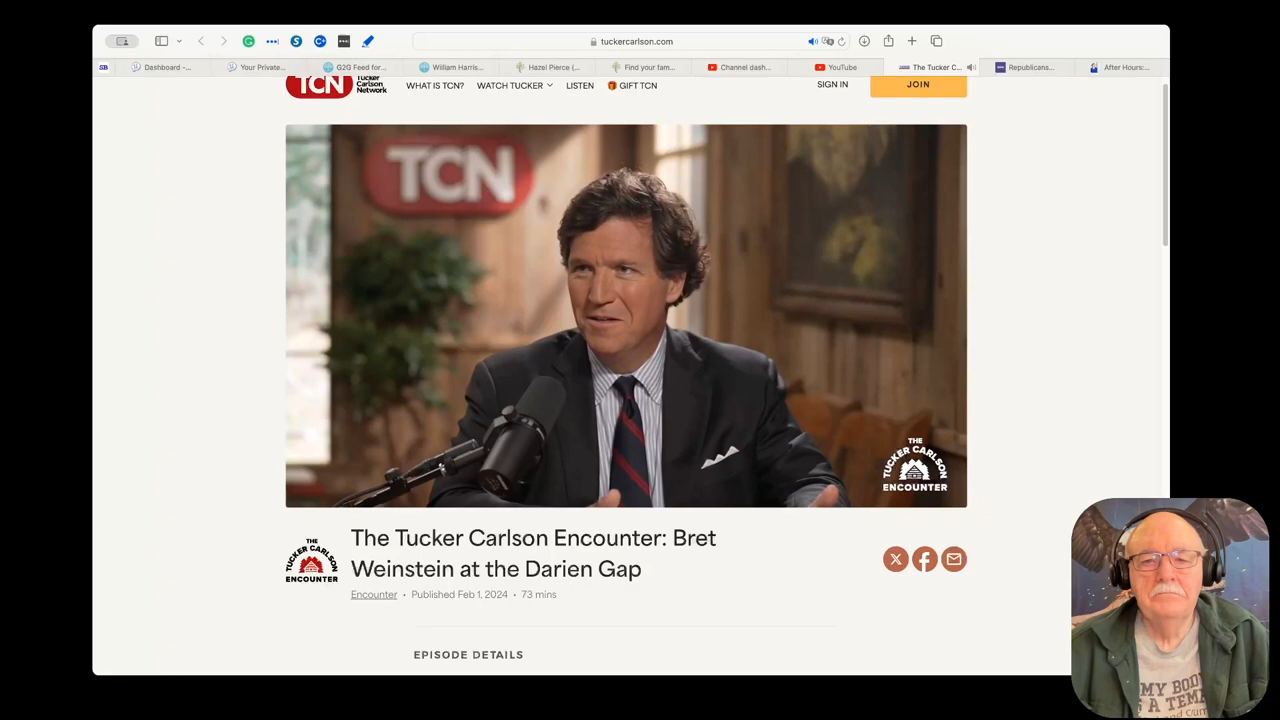 tuckercarlson.com
SB
Dashboard -...
Your Private...
G2G Feed for...
William Harris...
Hazel Pierce (...
Find your fam...
Channel dash...
YouTube
The Tucker C...
Republicans...
After Hours:...
TCN
Tucker
Carlson
Network
WHAT IS TCN?
WATCH TUCKER
LISTEN
GIFT TCN
SIGN IN
JOIN
TCN
THE
TUCKER CARLSON
ENCOUNTER
THE
TUCKER CARLSON
ENCOUNTER
The Tucker Carlson Encounter: Bret
Weinstein at the Darien Gap
Encounter • Published Feb 1, 2024 • 73 mins
EPISODE DETAILS
MY BODY
A TEMP